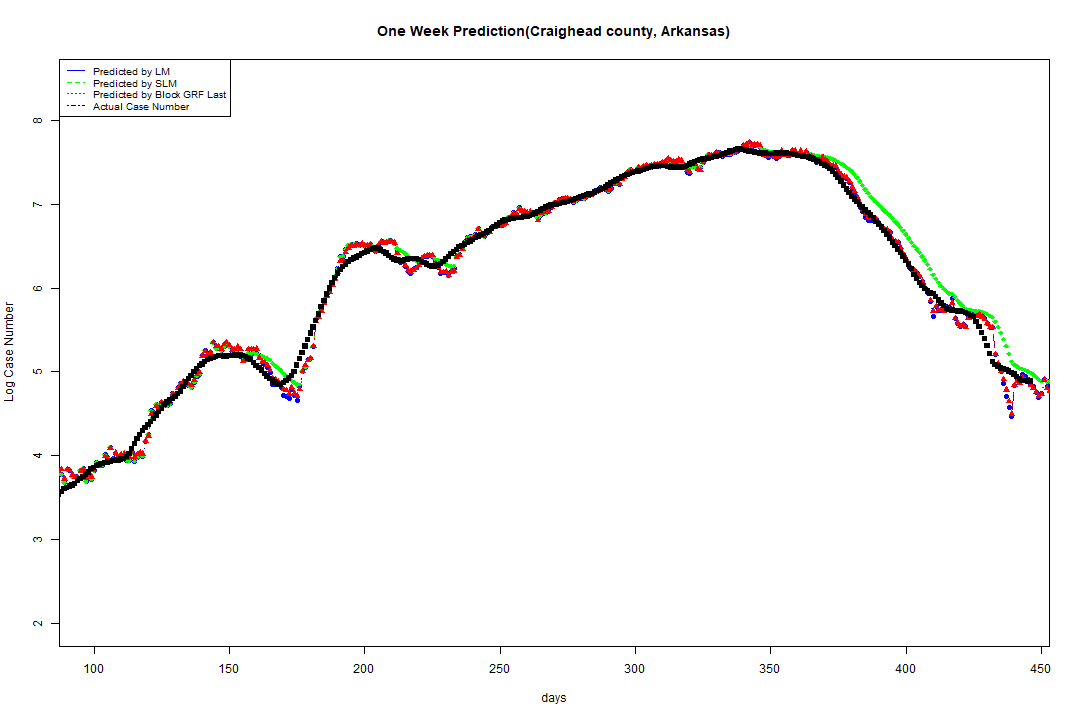 One Week Prediction(Craighead county, Arkansas)
Predicted by LM
Predicted by SLM
Predicted by Block GRF Last
Actual Case Number
8
7
6
5
4
3
2
Log Case Number
100 150 200 250 300 350 400 450
days